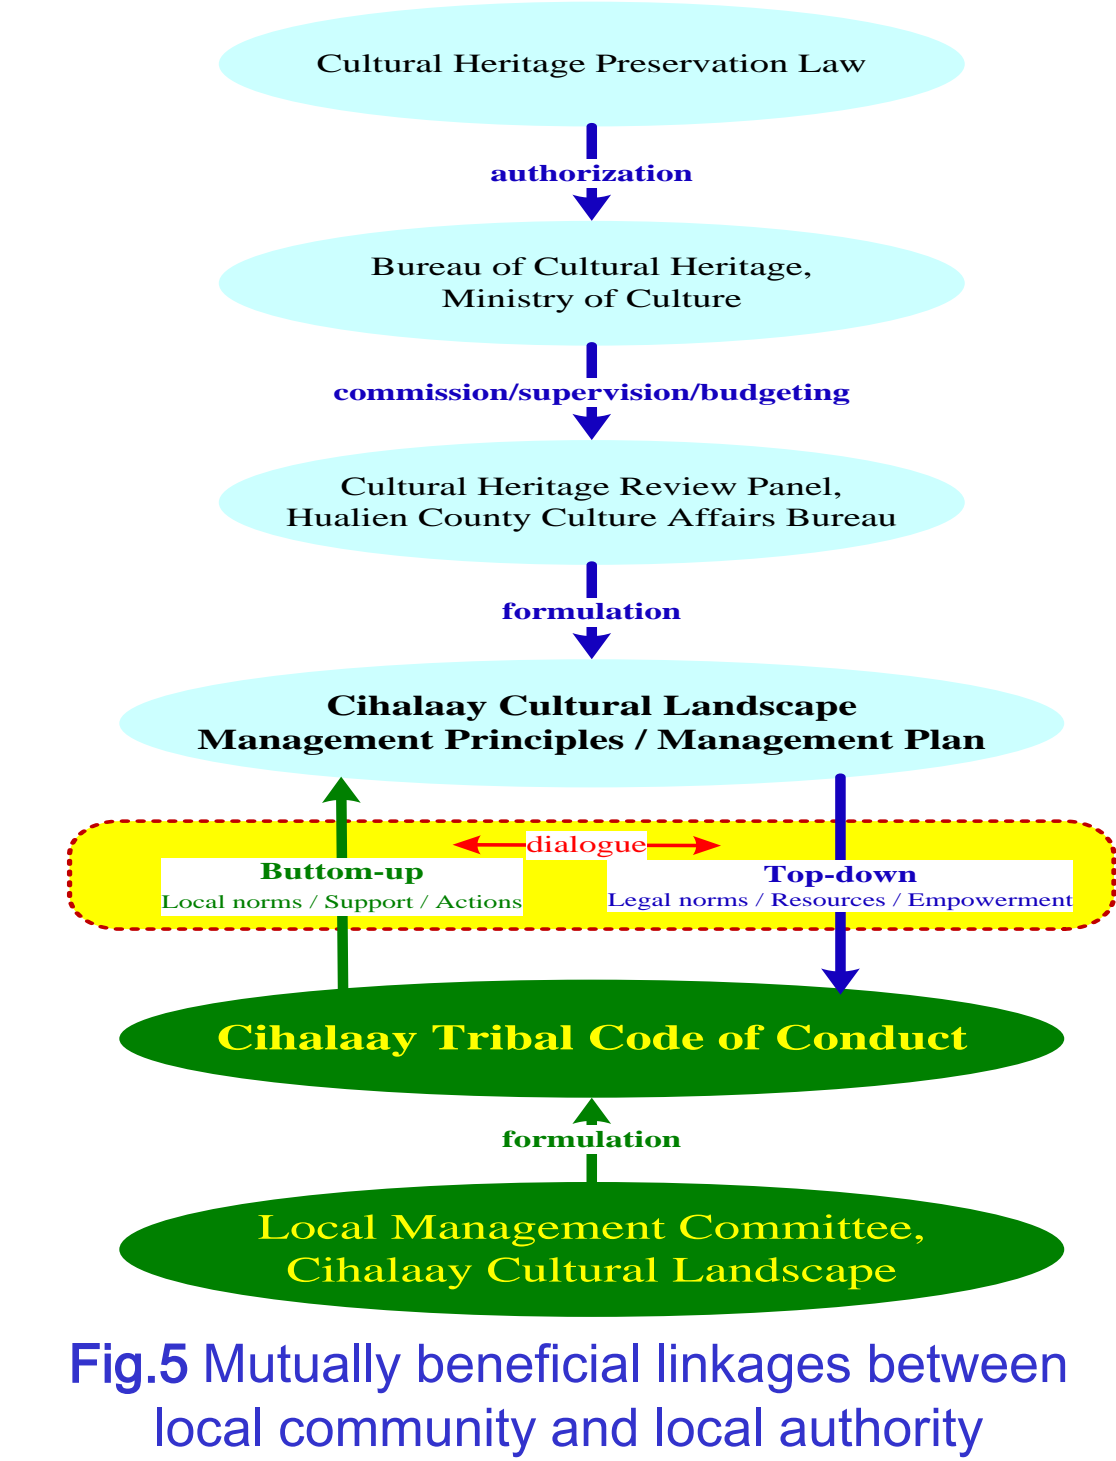 Cultural Heritage Preservation Law
authorization
Bureau of Cultural Heritage,
Ministry of Culture
commission/supervision/budgeting
Cultural Heritage Review Panel,
Hualien County Culture Affairs Bureau
formulation
Cihalaay Cultural Landscape
Management Principles / Management Plan
dialogue
Buttom-up
Local norms / Support / Actions
Top-down
Legal norms / Resources / Empowerment
Cihalaay Tribal Code of Conduct
formulation
Local Management Committee,
Cihalaay Cultural Landscape
Fig.5 Mutually beneficial linkages between
local community and local authority